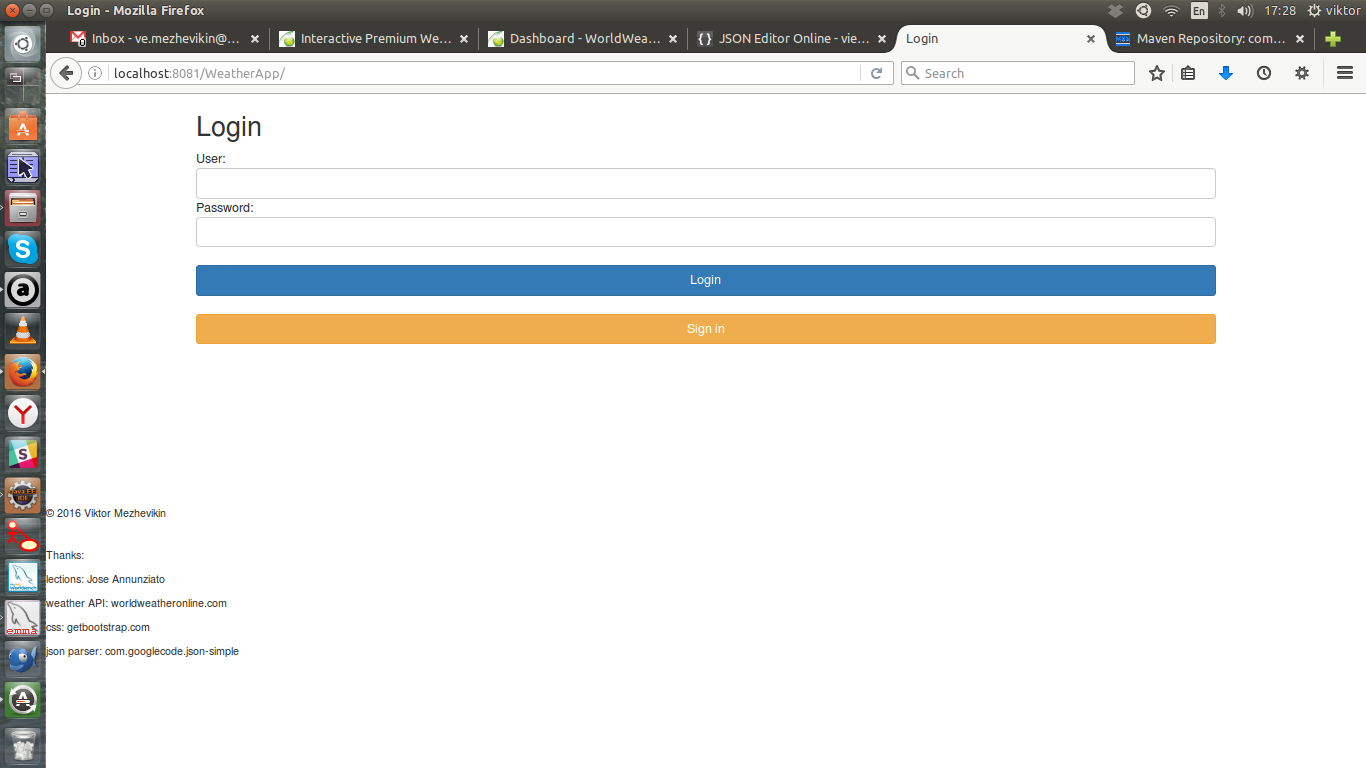 Login - Mozilla Firefox
En
17:28
viktor
Inbox - ve.mezhevikin@...
Interactive Premium We...
Dashboard - WorldWea...
{ } JSON Editor Online - vie...
Login
Maven Repository: com...
localhost:8081/WeatherApp/
Search
Login
User:
Password:
Login
Sign in
© 2016 Viktor Mezhevikin
Thanks:
lections: Jose Annunziato
weather API: worldweatheronline.com
css: getbootstrap.com
json parser: com.googlecode.json-simple